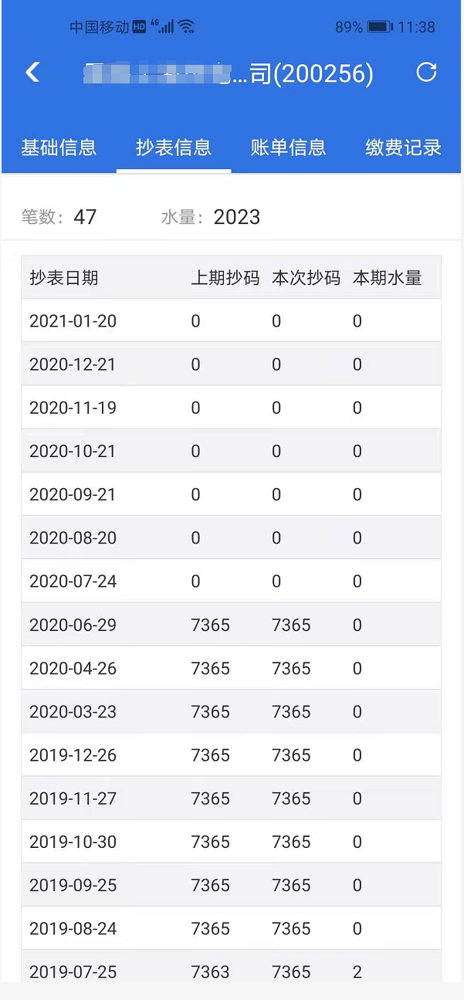 中国移动 HD 4G 89% 11:38
...司(200256)
基础信息 抄表信息 账单信息 缴费记录
笔数: 47 水量: 2023
抄表日期 上期抄码 本次抄码 本期水量
2021-01-20 0 0 0
2020-12-21 0 0 0
2020-11-19 0 0 0
2020-10-21 0 0 0
2020-09-21 0 0 0
2020-08-20 0 0 0
2020-07-24 0 0 0
2020-06-29 7365 7365 0
2020-04-26 7365 7365 0
2020-03-23 7365 7365 0
2019-12-26 7365 7365 0
2019-11-27 7365 7365 0
2019-10-30 7365 7365 0
2019-09-25 7365 7365 0
2019-08-24 7365 7365 0
2019-07-25 7363 7365 2